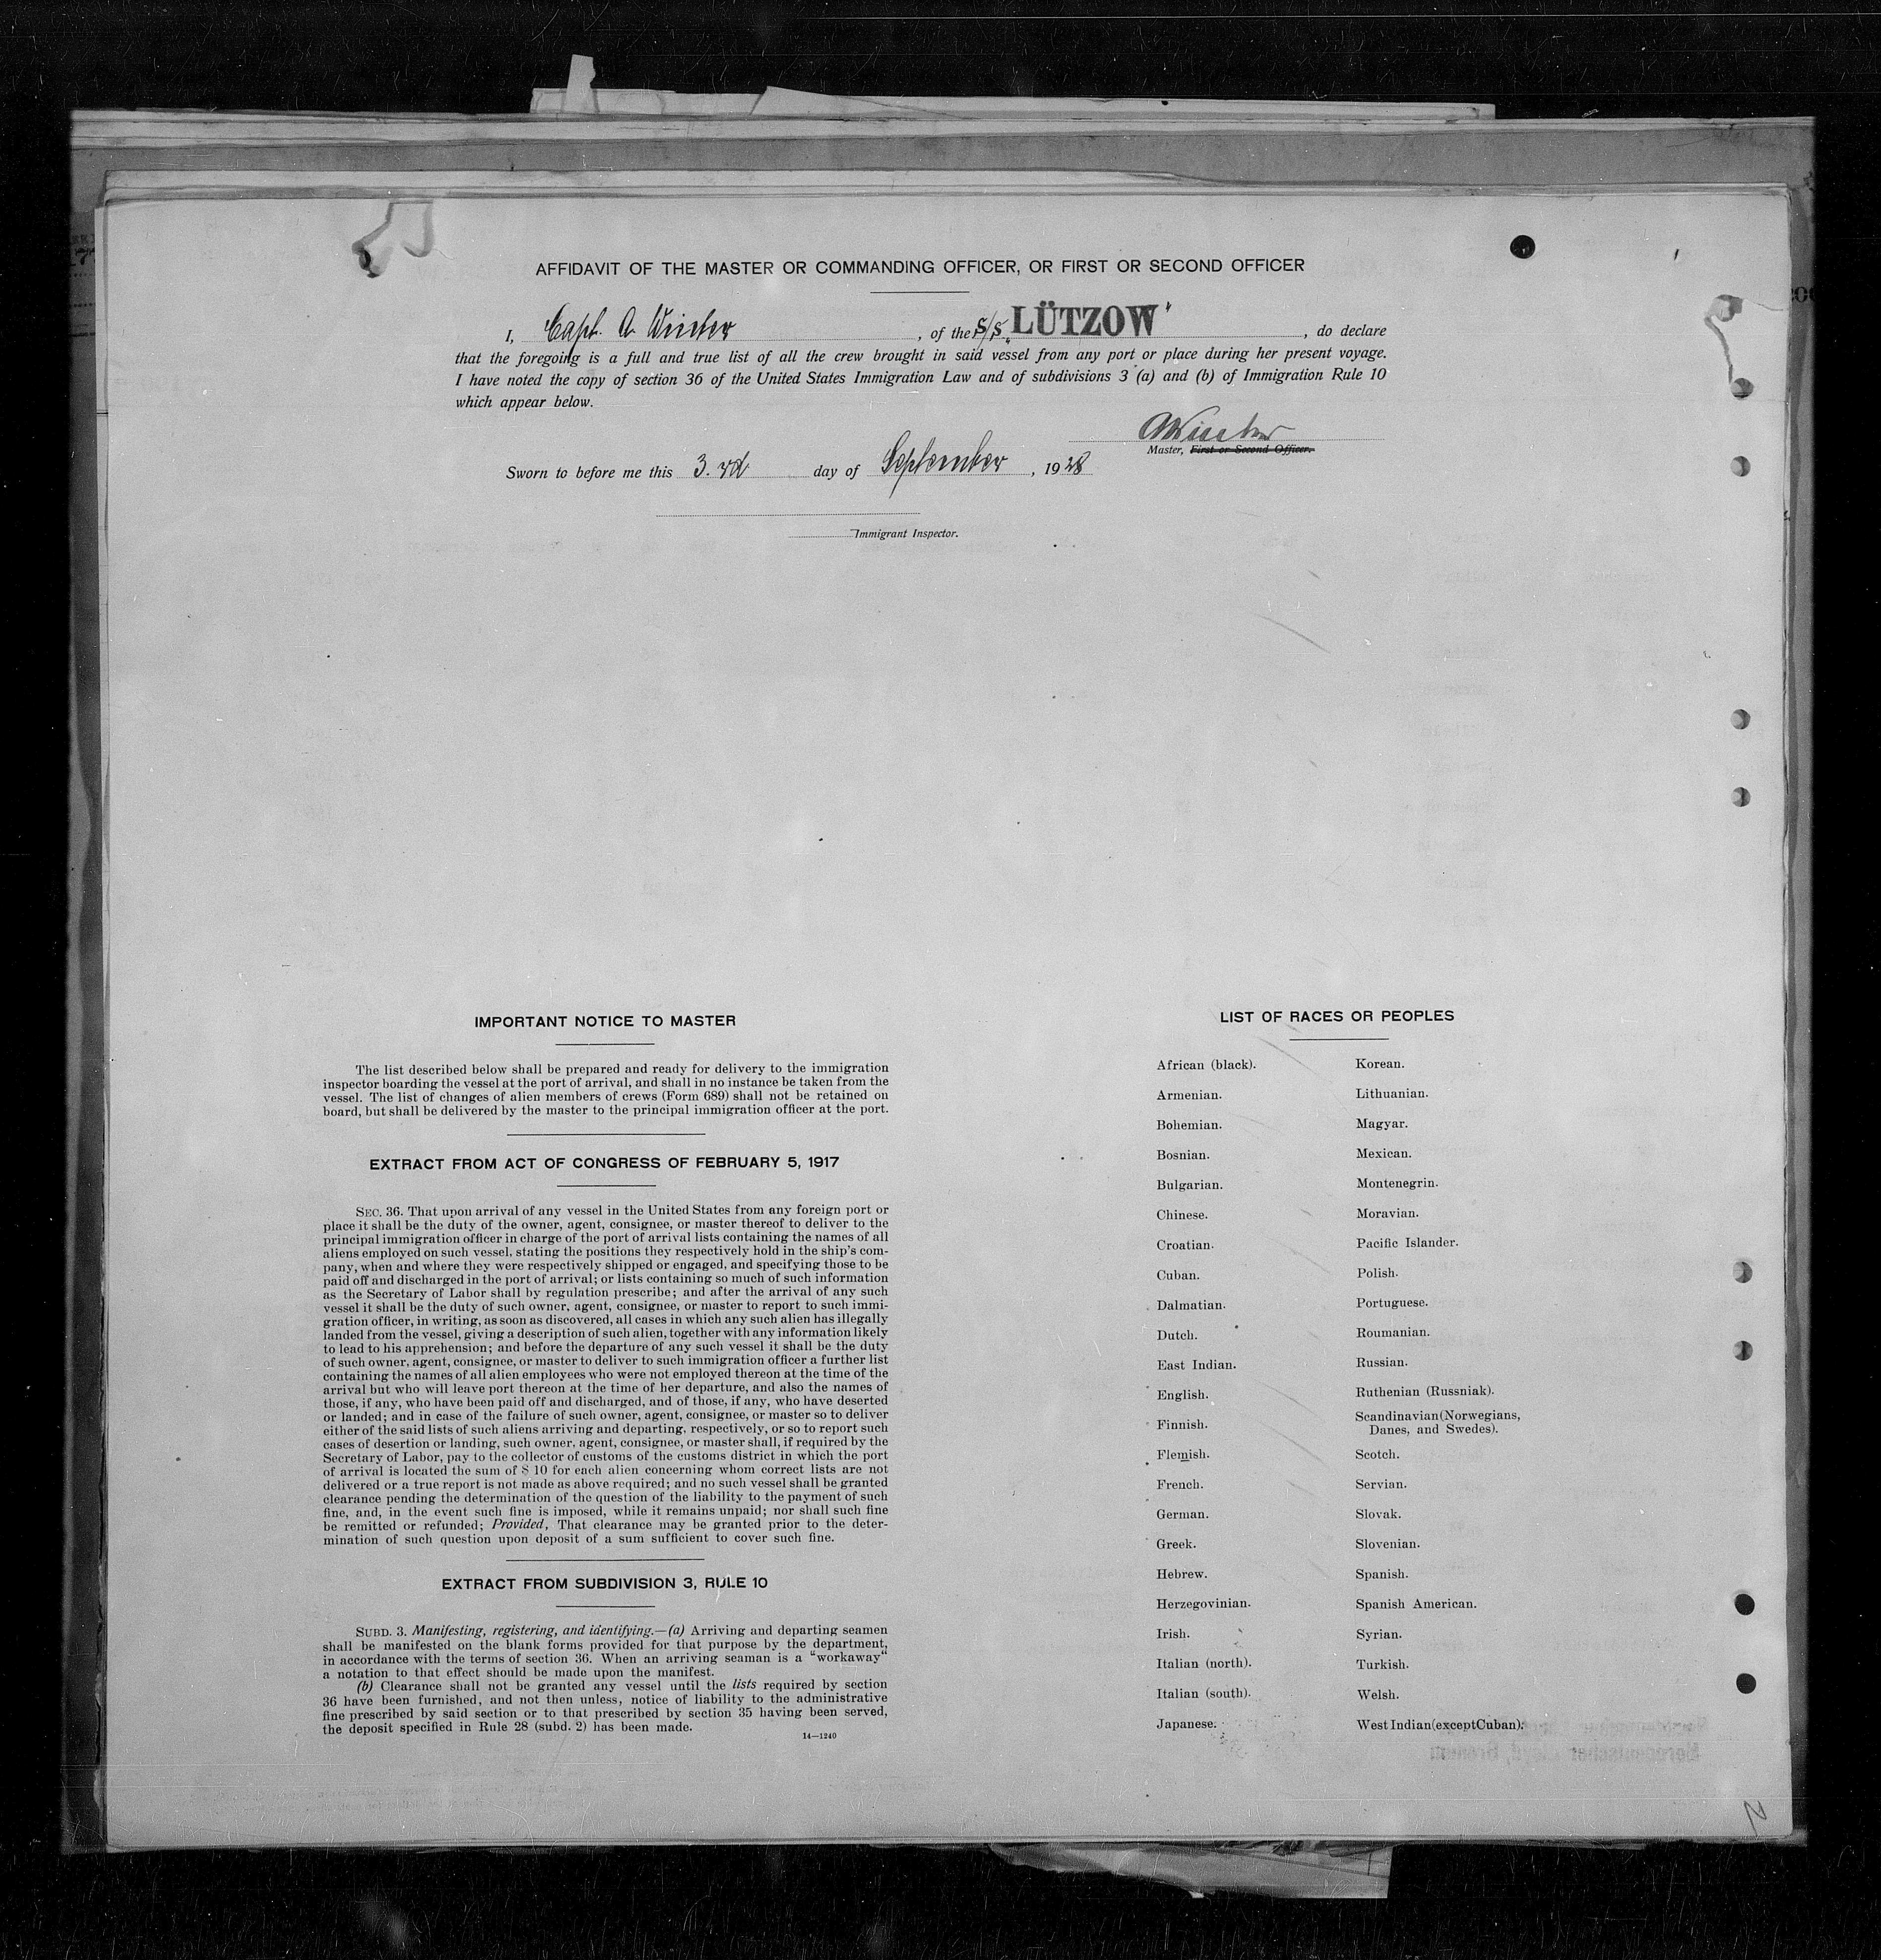 AFFIDAVIT OF THE MASTER OR COMMANDING OFFICER, OR FIRST OR SECOND OFFICER
I, Capt. A. Winter, of the S/S „LÜTZOW", do declare
that the foregoing is a full and true list of all the crew brought in said vessel from any port or place during her present voyage.
I have noted the copy of section 36 of the United States Immigration Law and of subdivisions 3 (a) and (b) of Immigration Rule 10
which appear below.
AWinter
Master, First or Second Officer.
Sworn to before me this 3.rd day of September, 1928
Immigrant Inspector.
IMPORTANT NOTICE TO MASTER
The list described below shall be prepared and ready for delivery to the immigration
inspector boarding the vessel at the port of arrival, and shall in no instance be taken from the
vessel. The list of changes of alien members of crews (Form 689) shall not be retained on
board, but shall be delivered by the master to the principal immigration officer at the port.
EXTRACT FROM ACT OF CONGRESS OF FEBRUARY 5, 1917
SEC. 36. That upon arrival of any vessel in the United States from any foreign port or
place it shall be the duty of the owner, agent, consignee, or master thereof to deliver to the
principal immigration officer in charge of the port of arrival lists containing the names of all
aliens employed on such vessel, stating the positions they respectively hold in the ship's com-
pany, when and where they were respectively shipped or engaged, and specifying those to be
paid off and discharged in the port of arrival; or lists containing so much of such information
as the Secretary of Labor shall by regulation prescribe; and after the arrival of any such
vessel it shall be the duty of such owner, agent, consignee, or master to report to such immi-
gration officer, in writing, as soon as discovered, all cases in which any such alien has illegally
landed from the vessel, giving a description of such alien, together with any information likely
to lead to his apprehension; and before the departure of any such vessel it shall be the duty
of such owner, agent, consignee, or master to deliver to such immigration officer a further list
containing the names of all alien employees who were not employed thereon at the time of the
arrival but who will leave port thereon at the time of her departure, and also the names of
those, if any, who have been paid off and discharged, and of those, if any, who have deserted
or landed; and in case of the failure of such owner, agent, consignee, or master so to deliver
either of the said lists of such aliens arriving and departing, respectively, or so to report such
cases of desertion or landing, such owner, agent, consignee, or master shall, if required by the
Secretary of Labor, pay to the collector of customs of the customs district in which the port
of arrival is located the sum of $ 10 for each alien concerning whom correct lists are not
delivered or a true report is not made as above required; and no such vessel shall be granted
clearance pending the determination of the question of the liability to the payment of such
fine, and, in the event such fine is imposed, while it remains unpaid; nor shall such fine
be remitted or refunded; Provided, That clearance may be granted prior to the deter-
mination of such question upon deposit of a sum sufficient to cover such fine.
EXTRACT FROM SUBDIVISION 3, RULE 10
SUBD. 3. Manifesting, registering, and identifying.—(a) Arriving and departing seamen
shall be manifested on the blank forms provided for that purpose by the department,
in accordance with the terms of section 36. When an arriving seaman is a “workaway“
a notation to that effect should be made upon the manifest.
(b) Clearance shall not be granted any vessel until the lists required by section
36 have been furnished, and not then unless, notice of liability to the administrative
fine prescribed by said section or to that prescribed by section 35 having been served,
the deposit specified in Rule 28 (subd. 2) has been made.
14—1240
LIST OF RACES OR PEOPLES
African (black).
Armenian.
Bohemian.
Bosnian.
Bulgarian.
Chinese.
Croatian.
Cuban.
Dalmatian.
Dutch.
East Indian.
English.
Finnish.
Flemish.
French.
German.
Greek.
Hebrew.
Herzegovinian.
Irish.
Italian (north).
Italian (south).
Japanese.
Korean.
Lithuanian.
Magyar.
Mexican.
Montenegrin.
Moravian.
Pacific Islander.
Polish.
Portuguese.
Roumanian.
Russian.
Ruthenian (Russniak).
Scandinavian(Norwegians,
Danes, and Swedes).
Scotch.
Servian.
Slovak.
Slovenian.
Spanish.
Spanish American.
Syrian.
Turkish.
Welsh.
West Indian(exceptCuban).